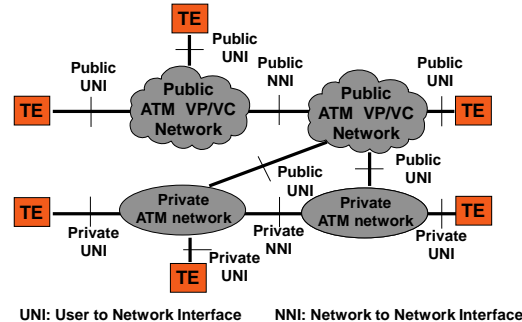 TE
Public
UNI
Public
UNI
Public
NNI
Public
UNI
Public
ATM VP/VC
Network
Public
ATM VP/VC
Network
TE
TE
Public
UNI
Public
UNI
TE
Private
ATM network
Private
ATM network
TE
Private
UNI
Private
UNI
Private
NNI
Private
UNI
TE
UNI: User to Network Interface
NNI: Network to Network Interface